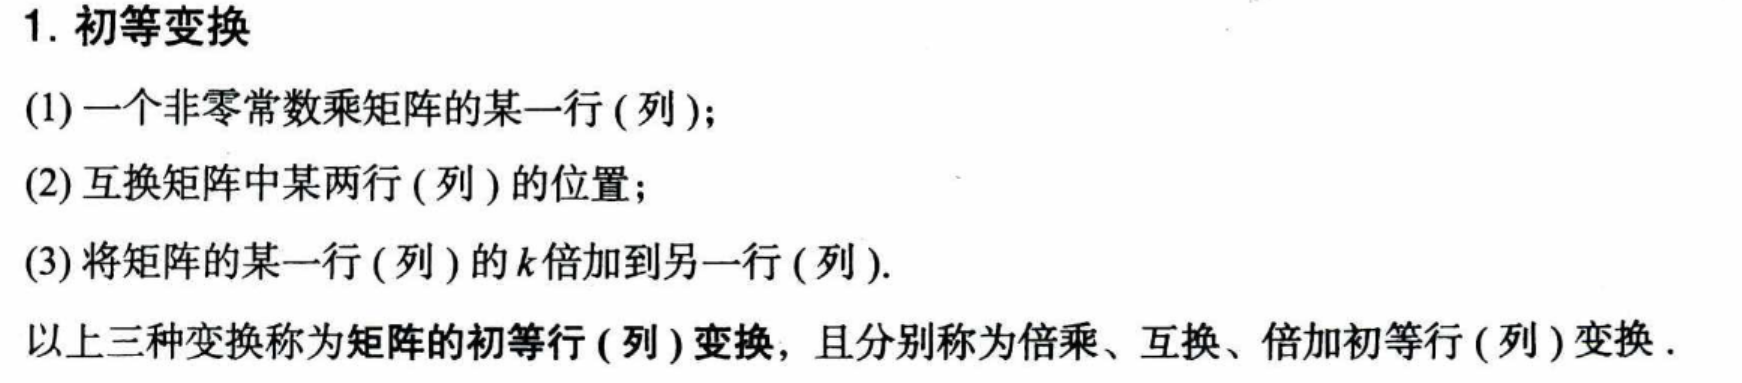 1. 初等变换
(1) 一个非零常数乘矩阵的某一行 ( 列 );
(2) 互换矩阵中某两行 ( 列 ) 的位置;
(3) 将矩阵的某一行 ( 列 ) 的 k 倍加到另一行 ( 列 ).
以上三种变换称为矩阵的初等行 ( 列 ) 变换，且分别称为倍乘、互换、倍加初等行 ( 列 ) 变换 .